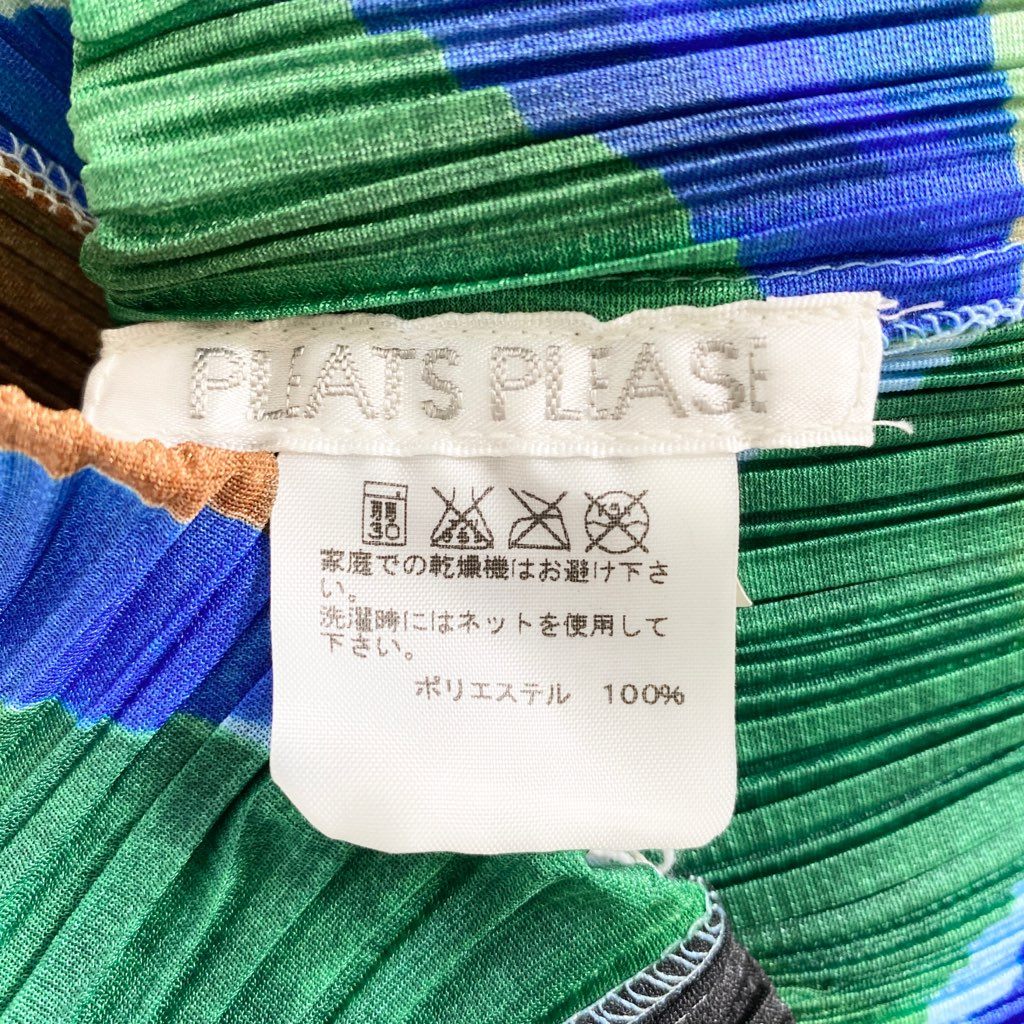 PLEATS PLEASE
弱
30
家庭での乾燥機はお避け下さ
い。
洗濯時にはネットを使用して
下さい。
ポリエステル 100%